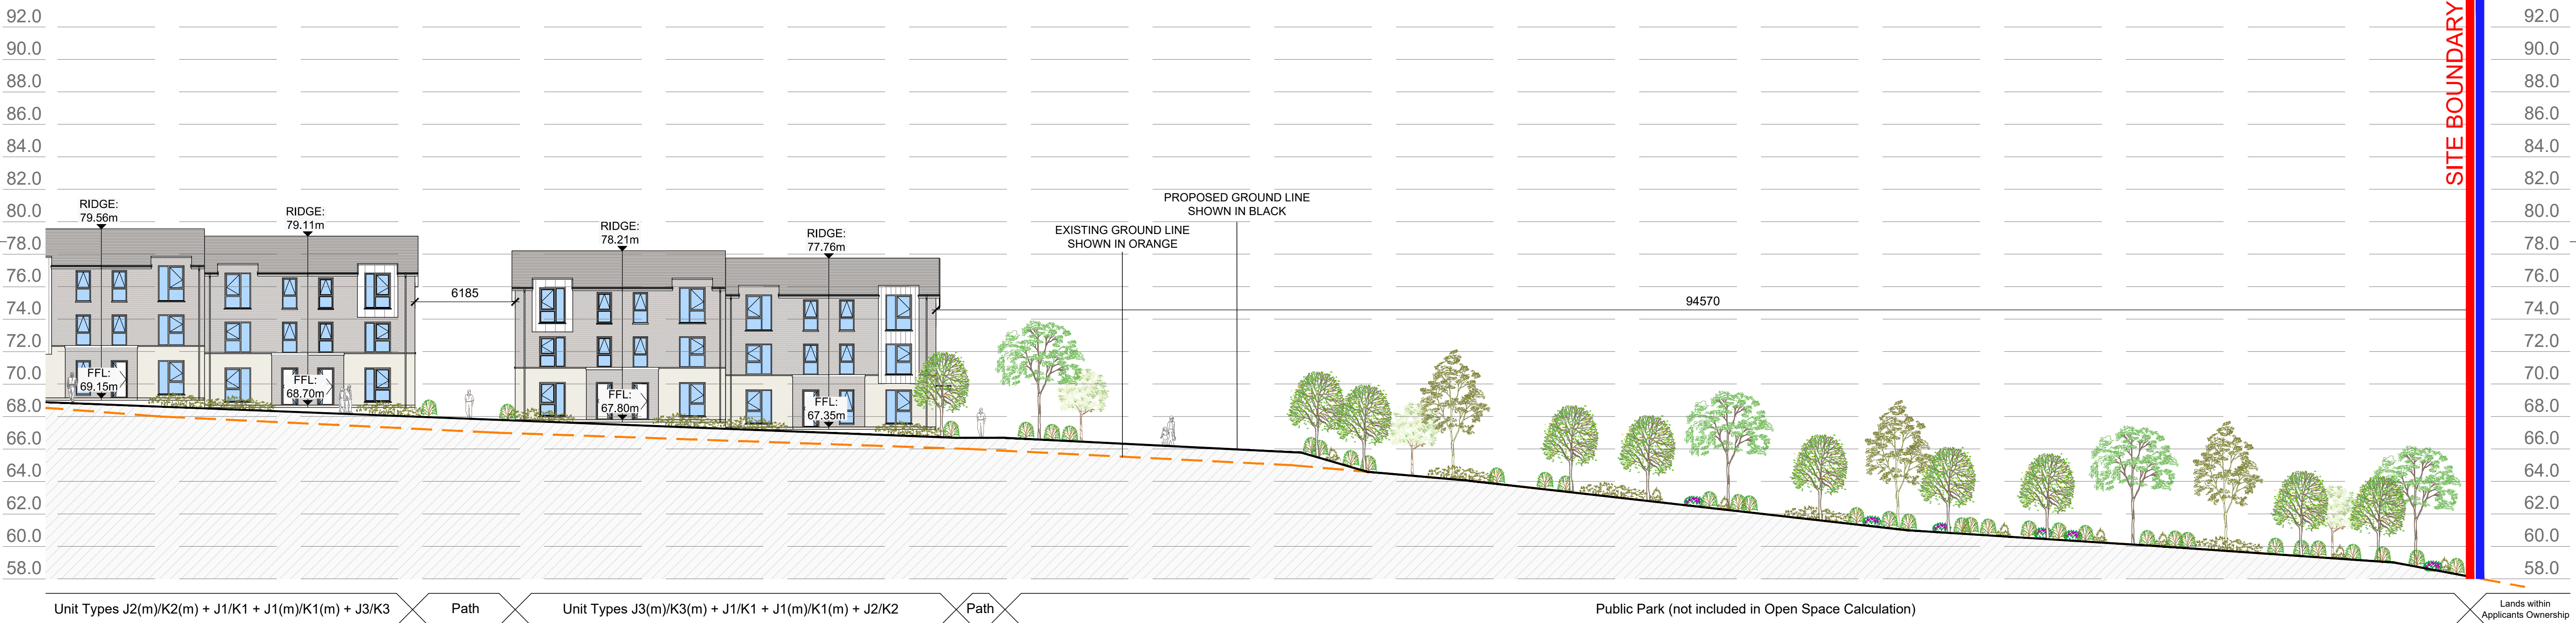 92.0
90.0
88.0
86.0
84.0
82.0
80.0
78.0
76.0
74.0
72.0
70.0
68.0
66.0
64.0
62.0
60.0
58.0
RIDGE:
79.56m
RIDGE:
79.11m
RIDGE:
78.21m
RIDGE:
77.76m
6185
FFL:
69.15m
FFL:
68.70m
FFL:
67.80m
FFL:
67.35m
EXISTING GROUND LINE
SHOWN IN ORANGE
PROPOSED GROUND LINE
SHOWN IN BLACK
94570
SITE BOUNDARY
92.0
90.0
88.0
86.0
84.0
82.0
80.0
78.0
76.0
74.0
72.0
70.0
68.0
66.0
64.0
62.0
60.0
58.0
Unit Types J2(m)/K2(m) + J1/K1 + J1(m)/K1(m) + J3/K3
Path
Unit Types J3(m)/K3(m) + J1/K1 + J1(m)/K1(m) + J2/K2
Path
Public Park (not included in Open Space Calculation)
Lands within
Applicants Ownership